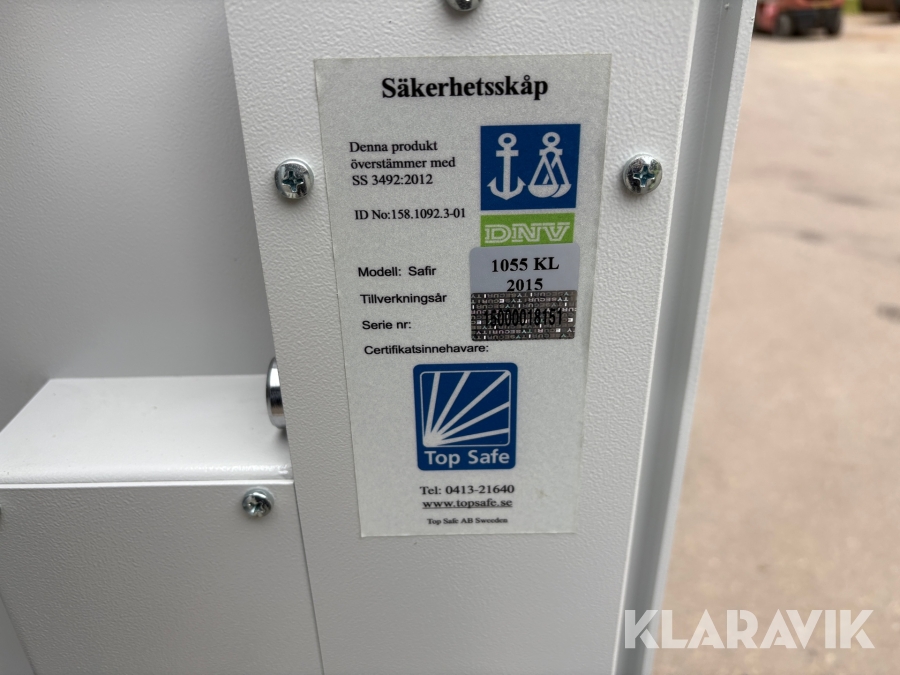 Säkerhetsskåp
Denna produkt
överstämmer med
SS 3492:2012
ID No:158.1092.3-01
DNV
Modell: Safir
1055 KL
Tillverkningsår
2015
Serie nr:
15000018151
Certifikatsinnehavare:
Top Safe
Tel: 0413-21640
www.topsafe.se
Top Safe AB Sweden
KLARAVIK